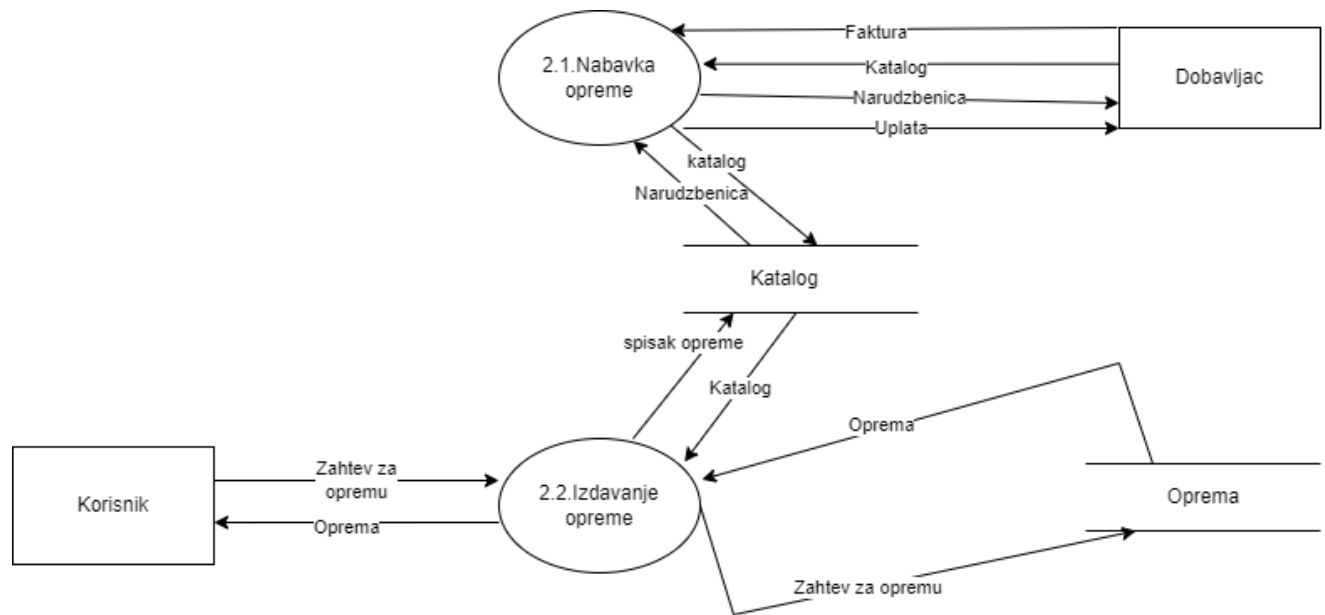 Faktura
2.1.Nabavka
opreme
Katalog
Dobavljac
Narudzbenica
Uplata
katalog
Narudzbenica
Katalog
spisak opreme
Katalog
Oprema
Zahtev za
opremu
Korisnik
2.2.Izdavanje
opreme
Oprema
Oprema
Zahtev za opremu